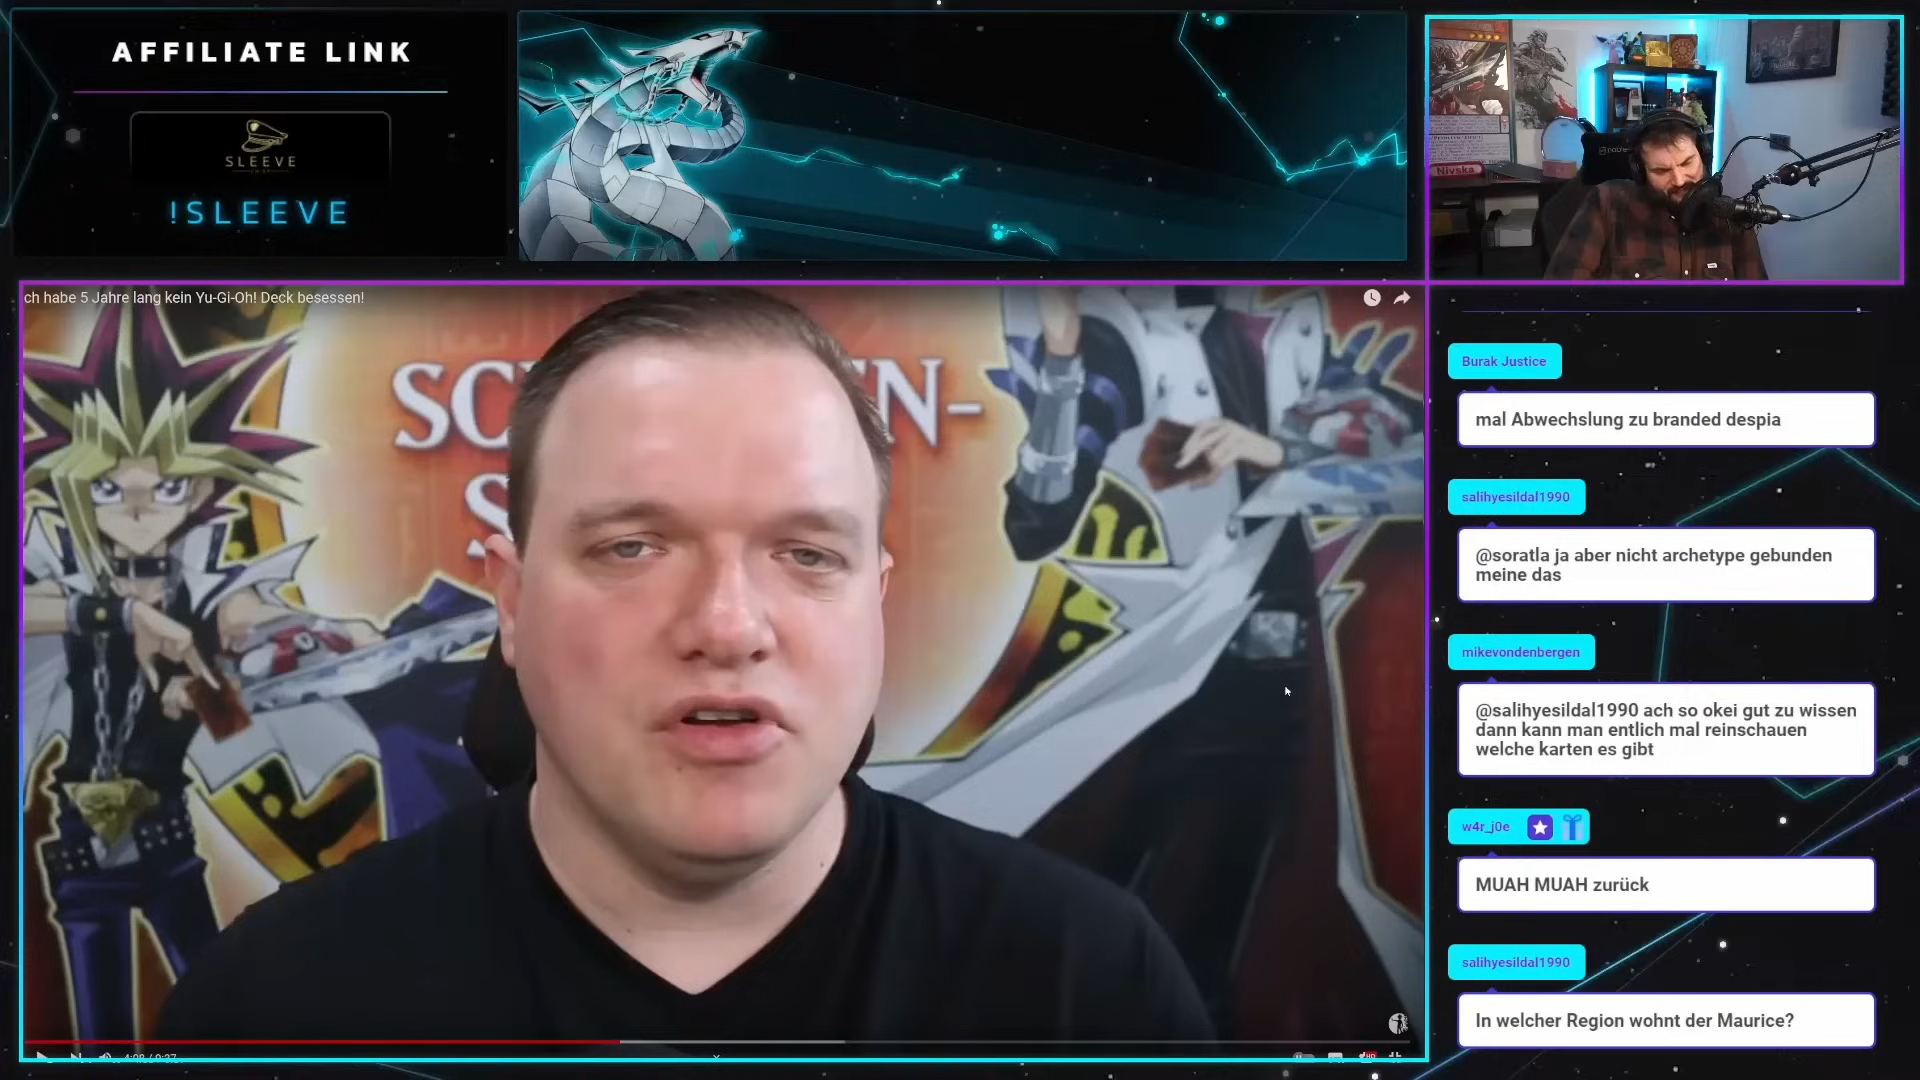 AFFILIATE LINK
SLEEVE
!SLEEVE
Nivska
ch habe 5 Jahre lang kein Yu-Gi-Oh! Deck besessen!
Burak Justice
mal Abwechslung zu branded despia
salihyesildal1990
@soratla ja aber nicht archetype gebunden
meine das
mikevondenbergen
@salihyesildal1990 ach so okei gut zu wissen
dann kann man entlich mal reinschauen
welche karten es gibt
w4r_j0e
MUAH MUAH zurück
salihyesildal1990
In welcher Region wohnt der Maurice?